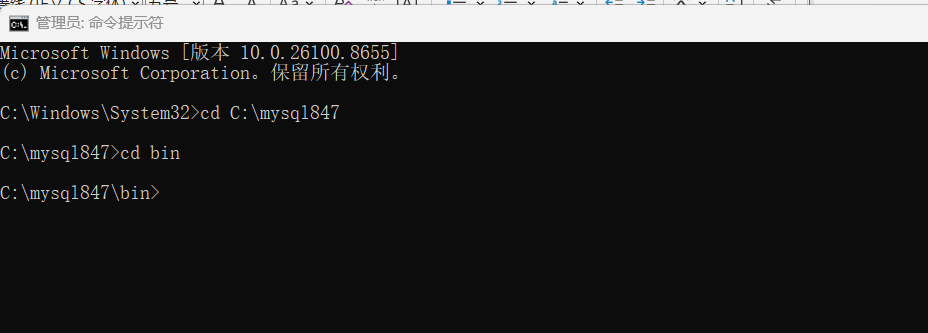 管理员: 命令提示符
Microsoft Windows [版本 10.0.26100.8655]
(c) Microsoft Corporation。保留所有权利。
C:\Windows\System32>cd C:\mysql847
C:\mysql847>cd bin
C:\mysql847\bin>